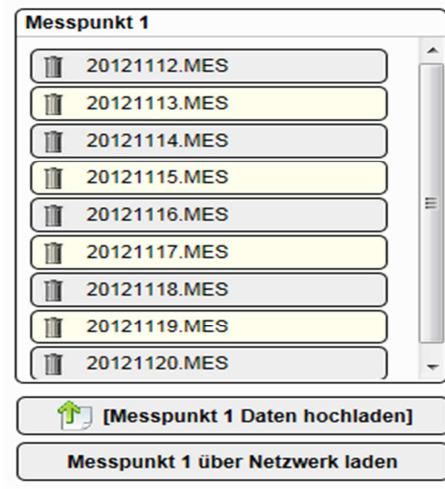 Messpunkt 1
20121112.MES
20121113.MES
20121114.MES
20121115.MES
20121116.MES
20121117.MES
20121118.MES
20121119.MES
20121120.MES
[Messpunkt 1 Daten hochladen]
Messpunkt 1 über Netzwerk laden